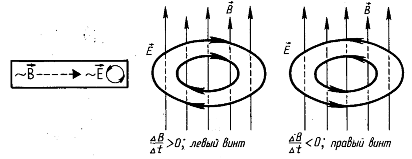 ~B⃗ ----> ~E⃗
E⃗ B⃗
ΔB/Δt >0; левый винт
E⃗ B⃗
ΔB/Δt <0; правый винт